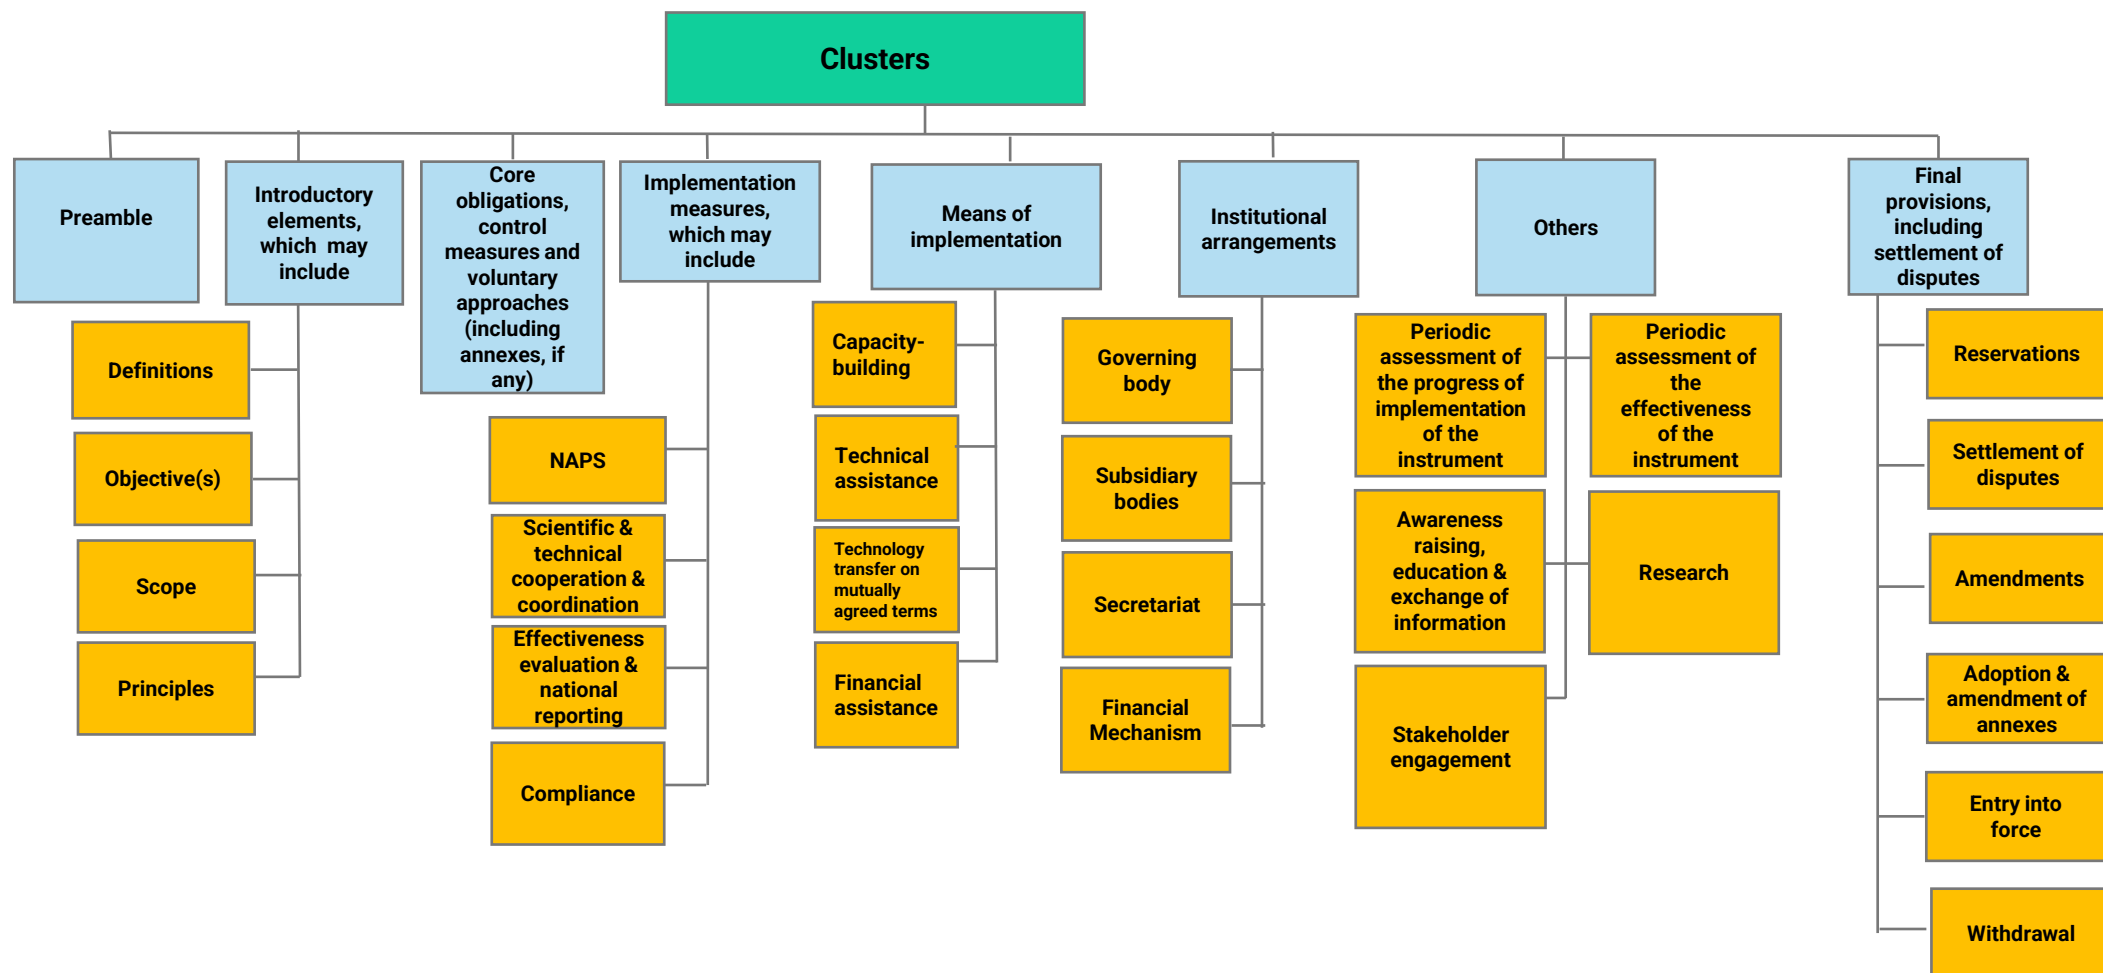 Clusters
Preamble
Introductory
elements,
which may
include
Core
obligations,
control
measures and
voluntary
approaches
(including
annexes, if
any)
Implementation
measures,
which may
include
Means of
implementation
Institutional
arrangements
Others
Final
provisions,
including
settlement of
disputes
Definitions
Objective(s)
Scope
Principles
NAPS
Scientific &
technical
cooperation &
coordination
Effectiveness
evaluation &
national
reporting
Compliance
Capacity-
building
Technical
assistance
Technology
transfer on
mutually
agreed terms
Financial
assistance
Governing
body
Subsidiary
bodies
Secretariat
Financial
Mechanism
Periodic
assessment of
the progress of
implementation
of the
instrument
Periodic
assessment of
the
effectiveness
of the
instrument
Awareness
raising,
education &
exchange of
information
Research
Stakeholder
engagement
Reservations
Settlement of
disputes
Amendments
Adoption &
amendment of
annexes
Entry into
force
Withdrawal